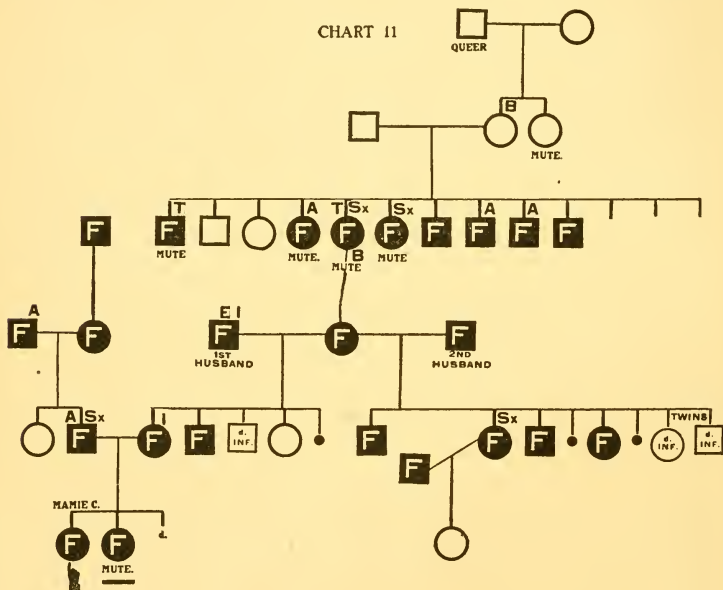 CHART 11
QUEER
B
MUTE.
T A T Sx Sx A A
F F F F F F F F
MUTE MUTE. MUTE B MUTE
F
A E I
F F F F F
1ST HUSBAND 2ND HUSBAND
A Sx I Sx TWINS
F F F d. INF. F F F F d. INF. d. INF.
F
MAMIE C. d.
F F
MUTE.